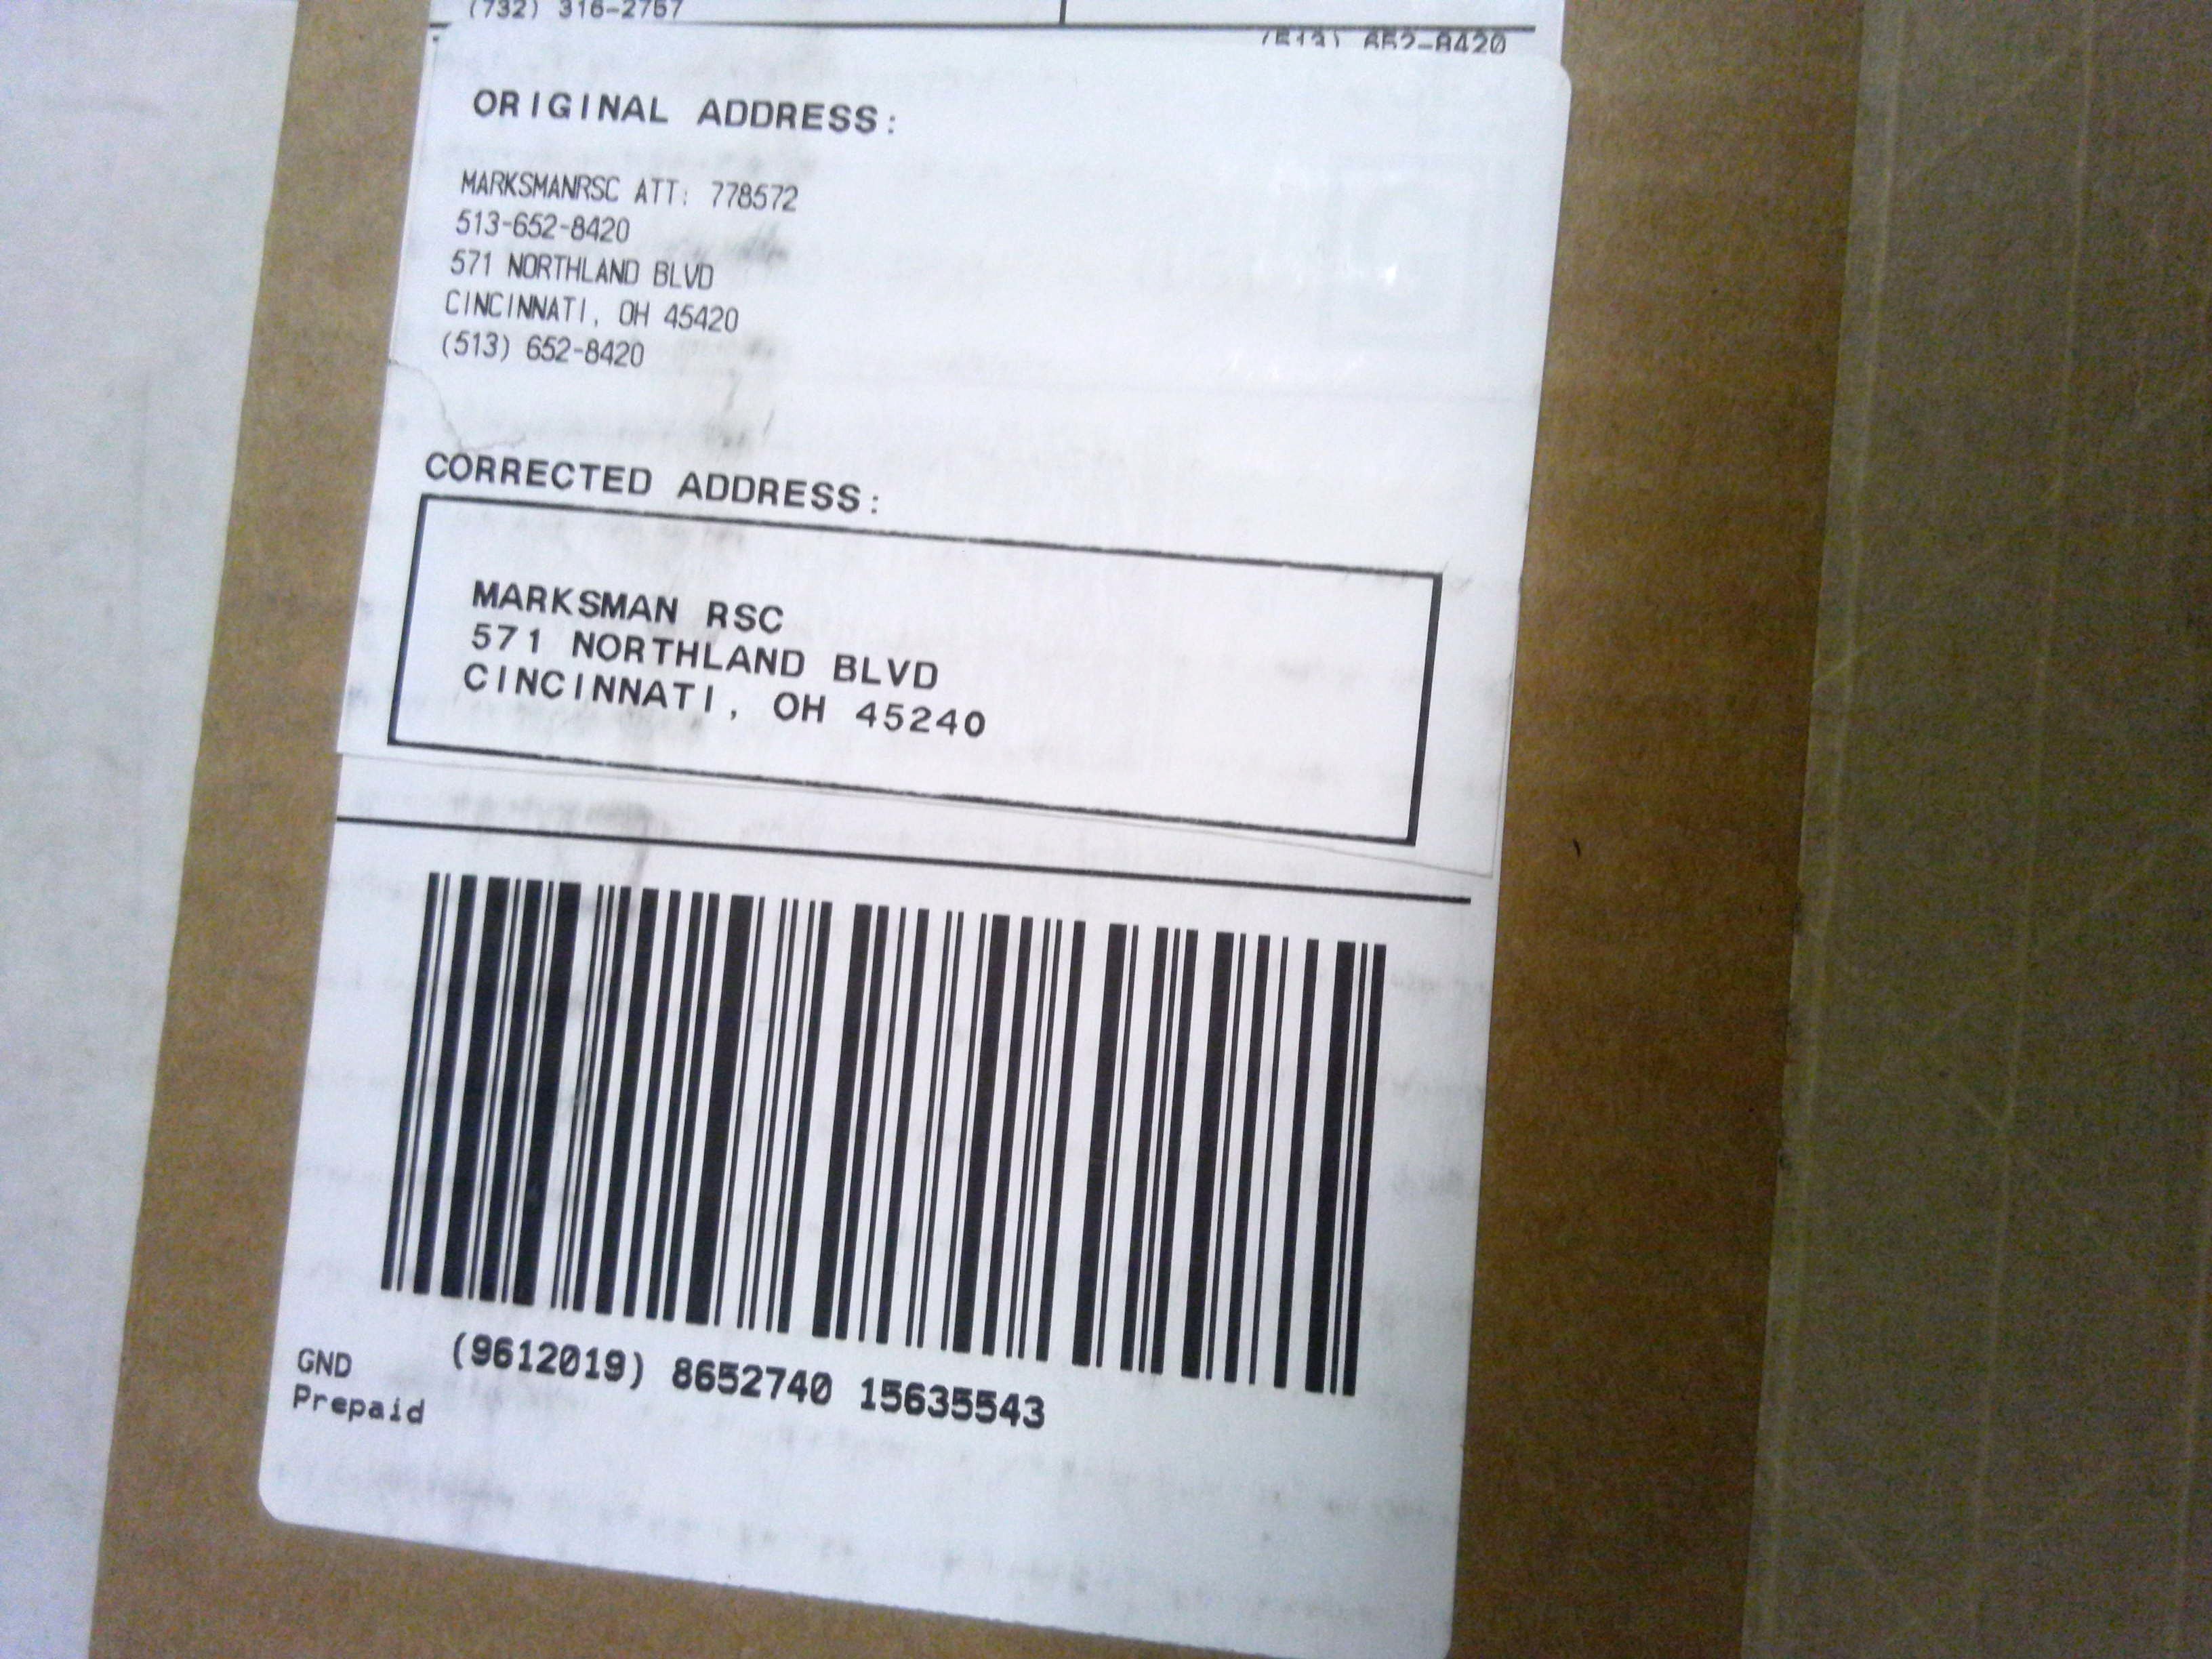 (732) 316-2757
(513) 652-8420
ORIGINAL ADDRESS:
MARKSMANRSC ATT: 778572
513-652-8420
571 NORTHLAND BLVD
CINCINNATI, OH 45420
(513) 652-8420
CORRECTED ADDRESS:
MARKSMAN RSC
571 NORTHLAND BLVD
CINCINNATI, OH 45240
(9612019) 8652740 15635543
GND
Prepaid